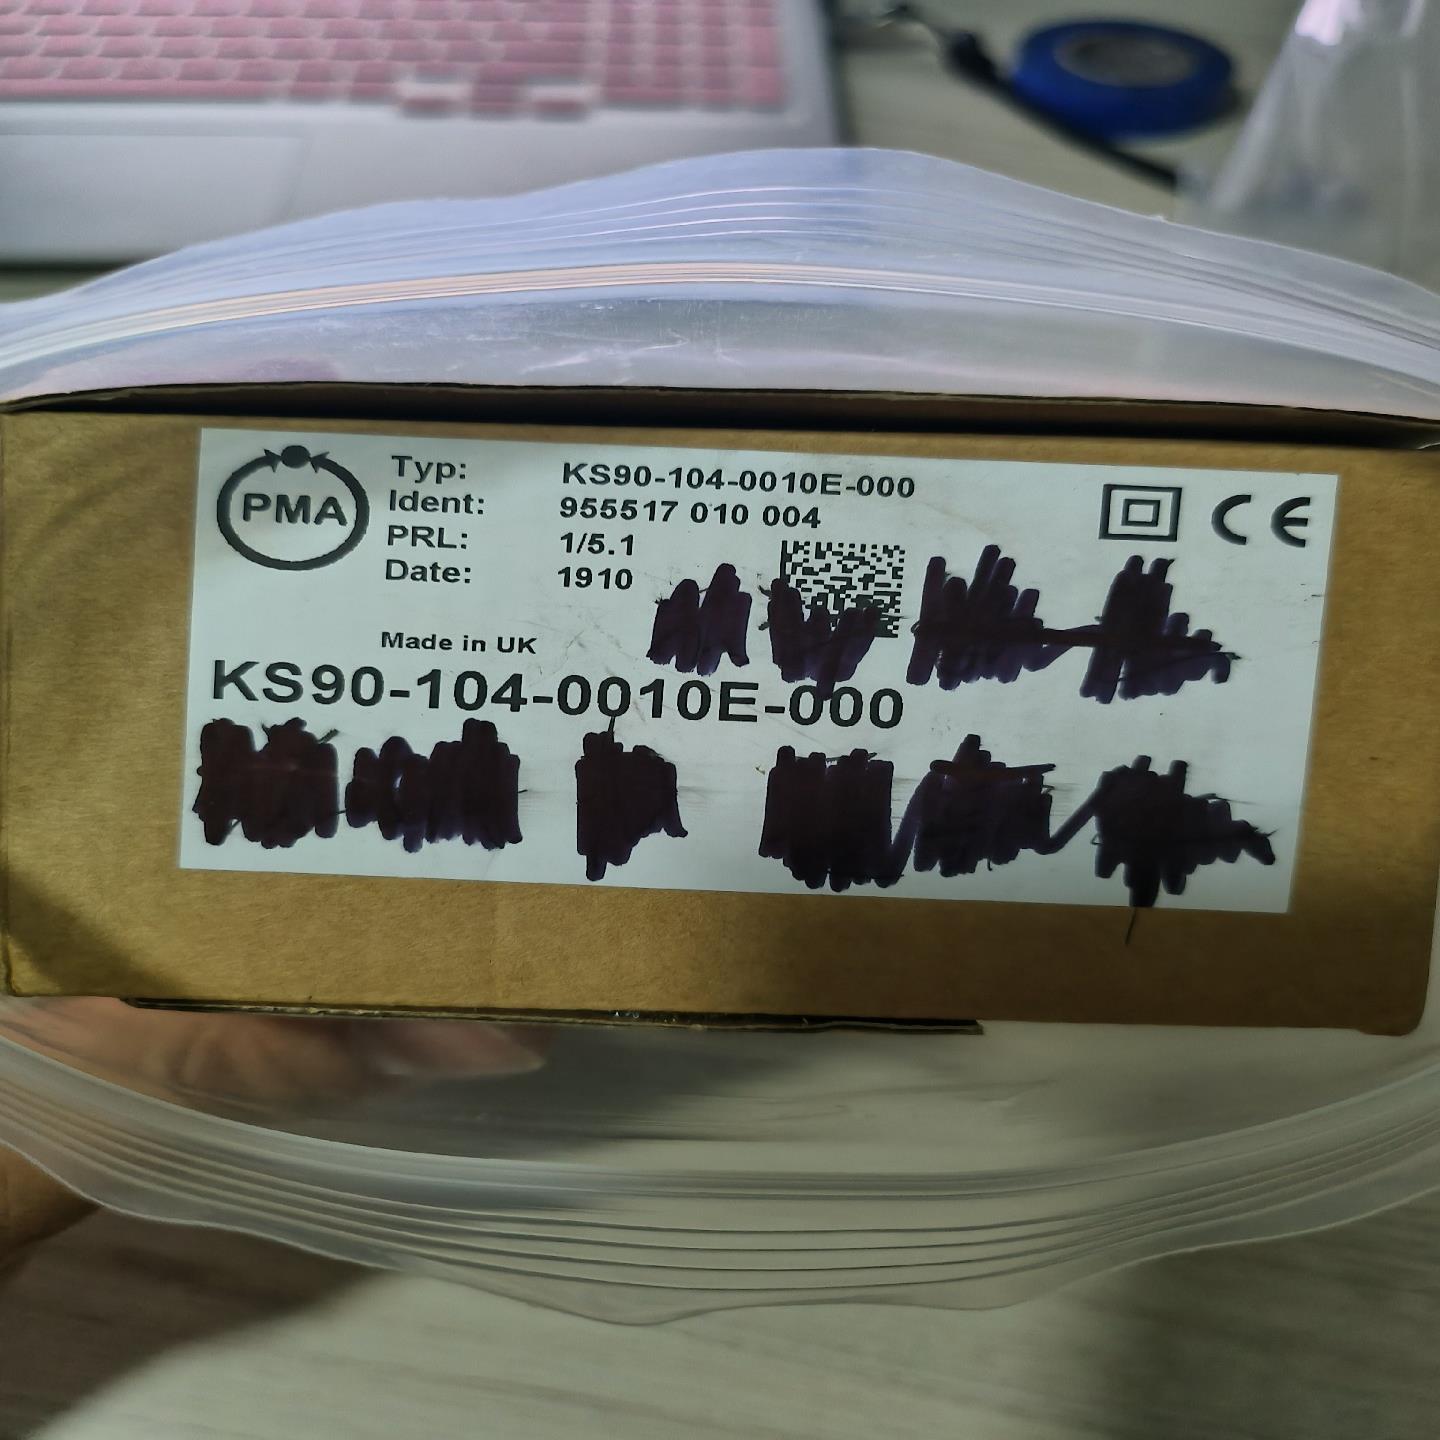 PMA
Typ: KS90-104-0010E-000
Ident: 955517 010 004
PRL: 1/5.1
Date: 1910
CE
Made in UK
KS90-104-0010E-000